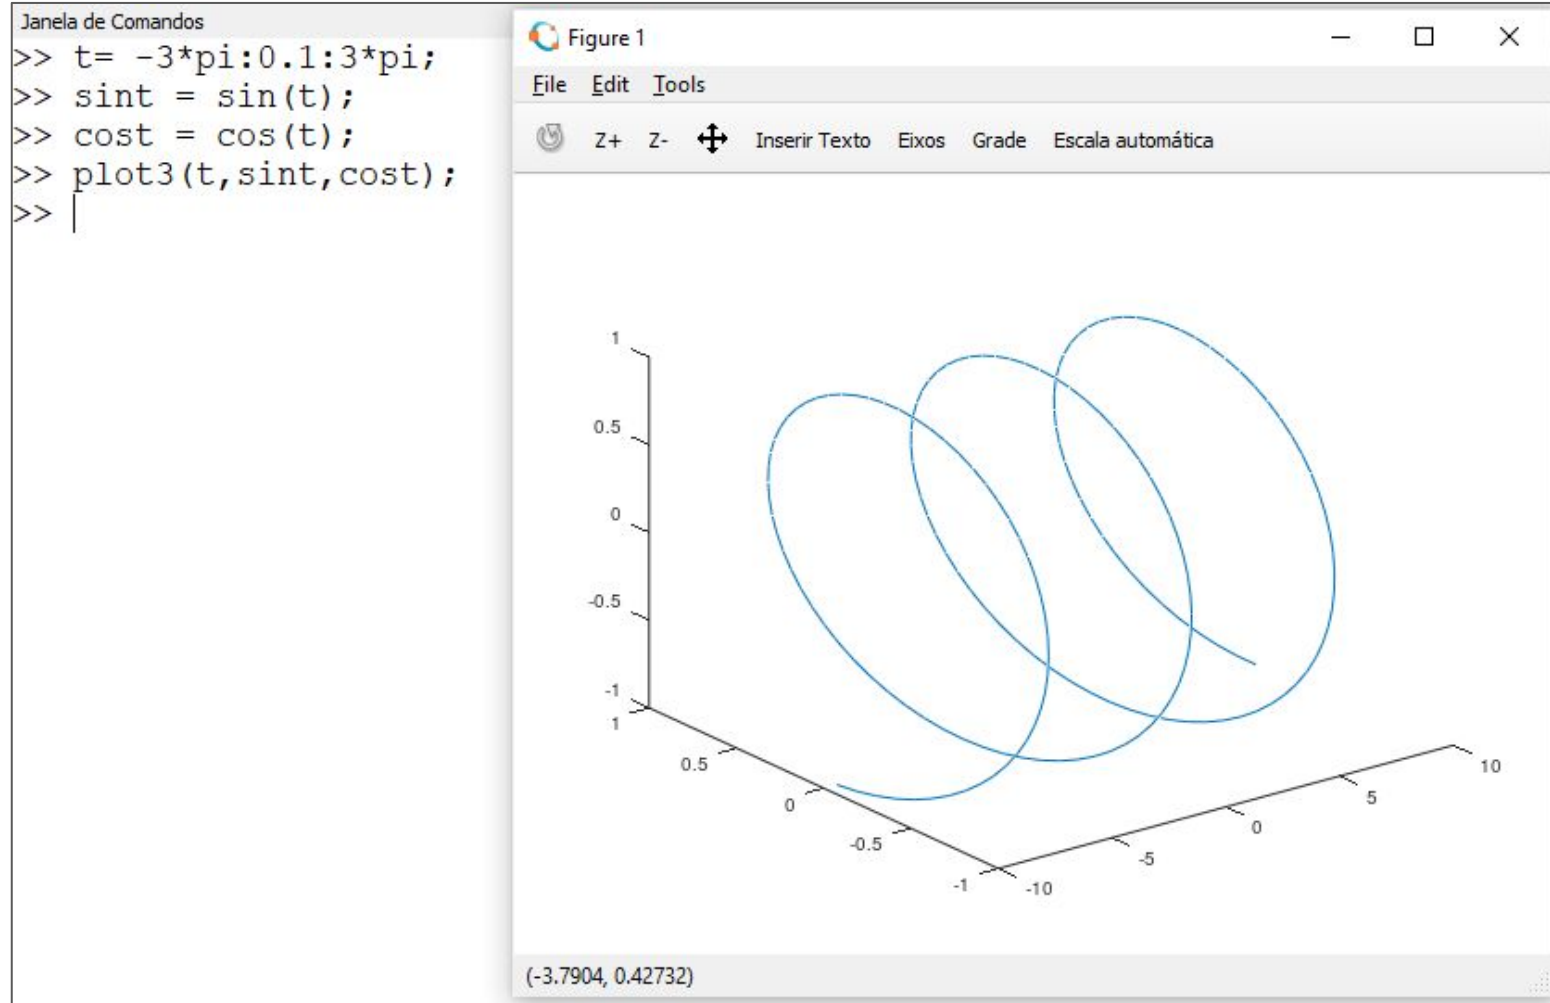 Janela de Comandos
>> t= -3*pi:0.1:3*pi;
>> sint = sin(t);
>> cost = cos(t);
>> plot3(t,sint,cost);
>>
Figure 1
File Edit Tools
Z+ Z- Inserir Texto Eixos Grade Escala automática
1
0.5
0
-0.5
-1
1
0.5
0
-0.5
-1
-10
-5
0
5
10
(-3.7904, 0.42732)